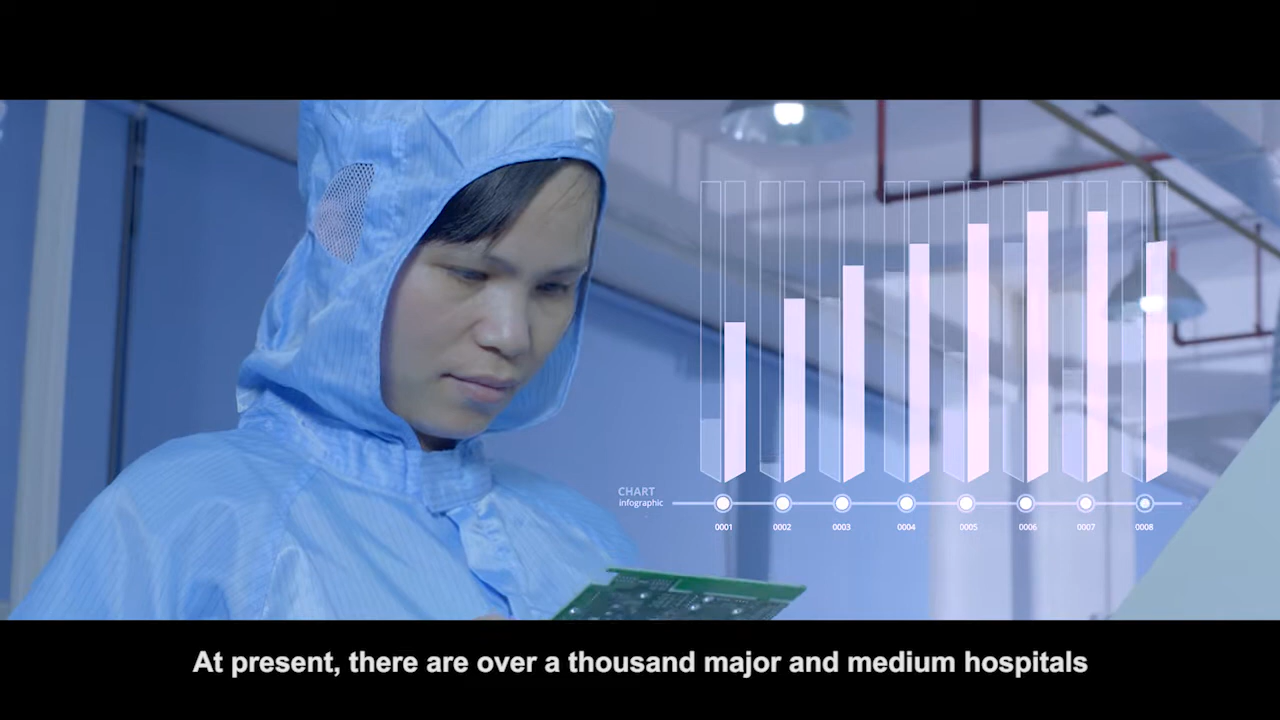 CHART
infographic
0001 0002 0003 0004 0005 0006 0007 0008
At present, there are over a thousand major and medium hospitals